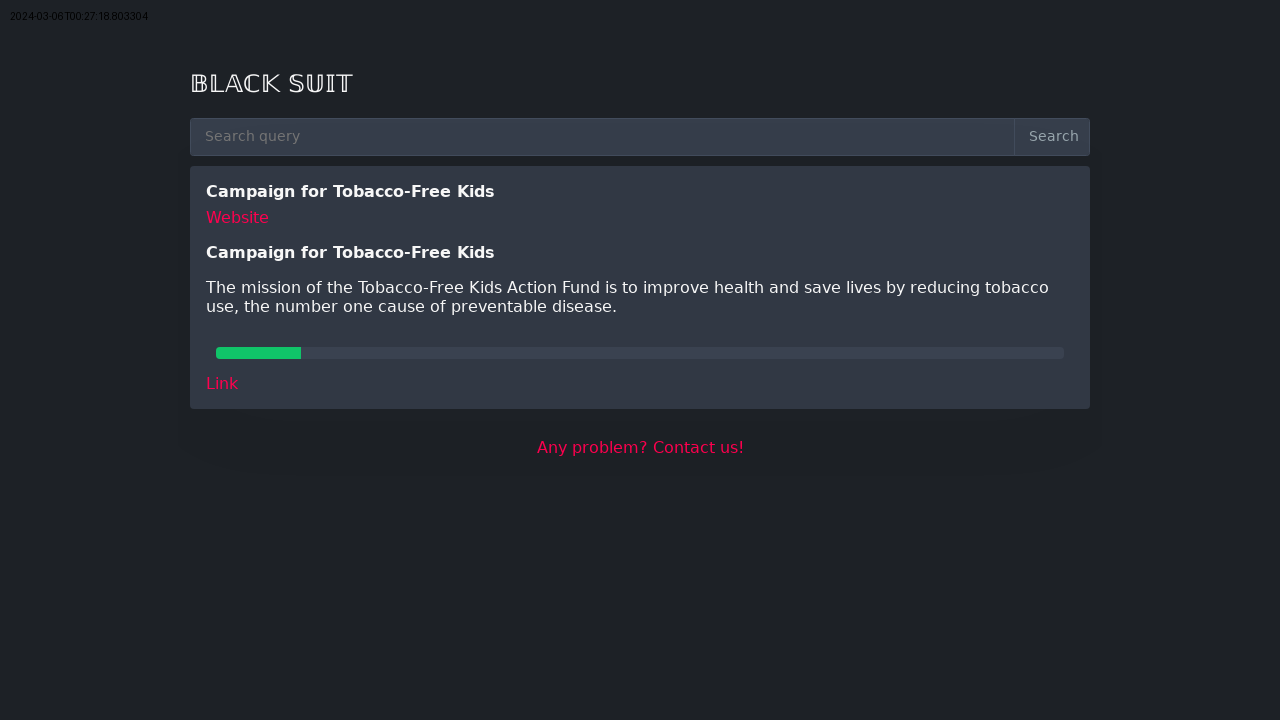 2024-03-06T00:27:18.803304
𝔹𝕃𝔸ℂ𝕂 𝕊𝕌𝕀𝕋
Search query
Search
Campaign for Tobacco-Free Kids
Website
Campaign for Tobacco-Free Kids
The mission of the Tobacco-Free Kids Action Fund is to improve health and save lives by reducing tobacco
use, the number one cause of preventable disease.
Link
Any problem? Contact us!